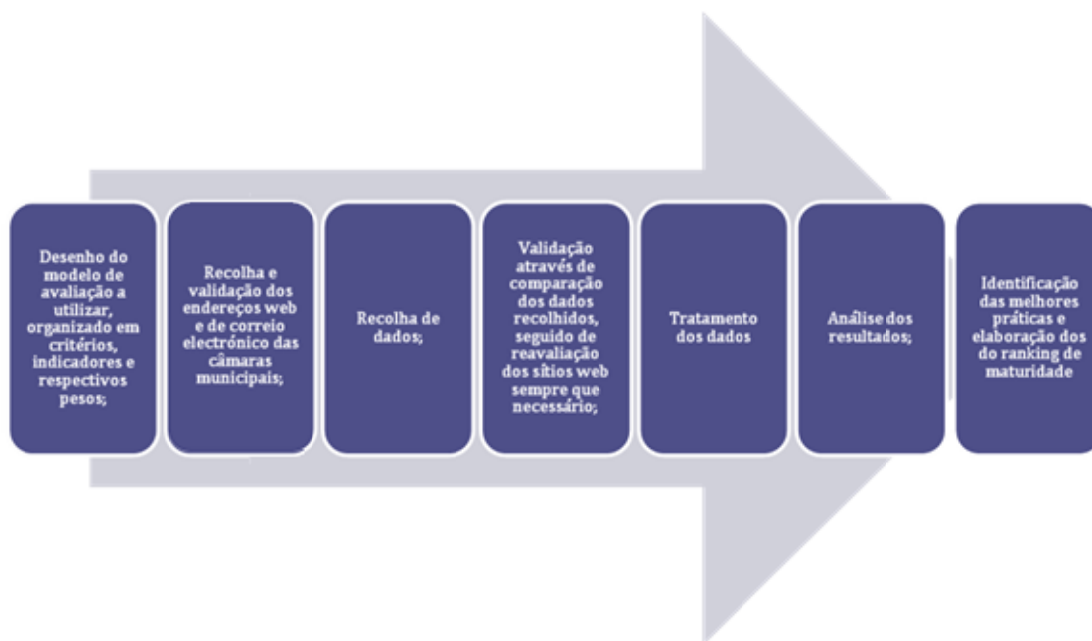 Desenho do
modelo de
avaliação a
utilizar,
organizado em
critérios,
indicadores e
respectivos
pesos;
Recolha e
validação dos
endereços web
e de correio
electrónico das
câmaras
municipais;
Recolha de
dados;
Validação
através de
comparação
dos dados
recolhidos,
seguido de
reavaliação
dos sítios web
sempre que
necessário;
Tratamento
dos dados
Análise dos
resultados;
Identificação
das melhores
práticas e
elaboração dos
do ranking de
maturidade